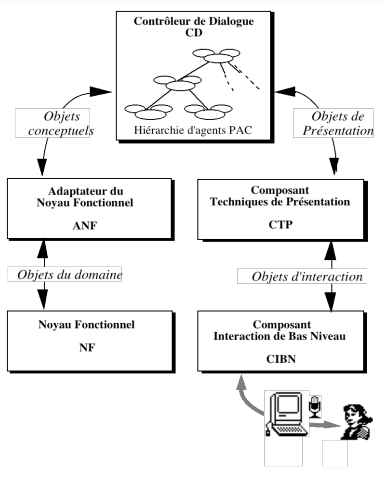 Contrôleur de Dialogue
CD
Hiérarchie d'agents PAC
Objets
conceptuels
Objets de
Présentation
Adaptateur du
Noyau Fonctionnel
ANF
Composant
Techniques de Présentation
CTP
Objets du domaine
Objets d'interaction
Noyau Fonctionnel
NF
Composant
Interaction de Bas Niveau
CIBN